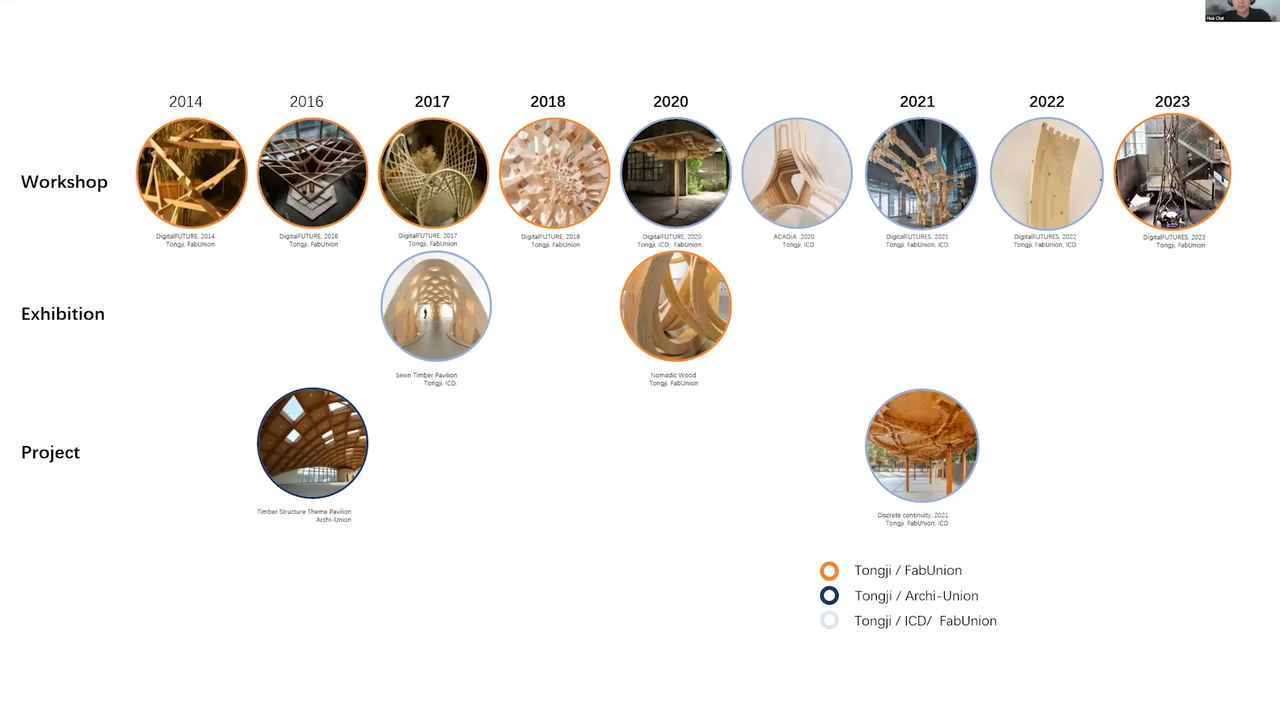 Hoa Chai
2014
2016
2017
2018
2020
2021
2022
2023
Workshop
DigitalFUTURE, 2014
Tongji, FabUnion
DigitalFUTURE, 2016
Tongji, FabUnion
DigitalFUTURE, 2017
Tongji, FabUnion
DigitalFUTURE, 2018
Tongji, FabUnion
DigitalFUTURE, 2020
Tongji, ICD, FabUnion
ACADIA, 2020
Tongji, ICD
DigitalFUTURES, 2021
Tongji, FabUnion, ICD
DigitalFUTURES, 2022
Tongji, FabUnion, ICD
DigitalFUTURES, 2023
Tongji, FabUnion
Exhibition
Sewn Timber Pavilion
Tongji, ICD,
Nomadic Wood
Tongji, FabUnion
Project
Timber Structure Theme Pavilion
Archi-Union
Discrete continuity, 2021
Tongji, FabUnion, ICD
Tongji / FabUnion
Tongji / Archi-Union
Tongji / ICD/ FabUnion